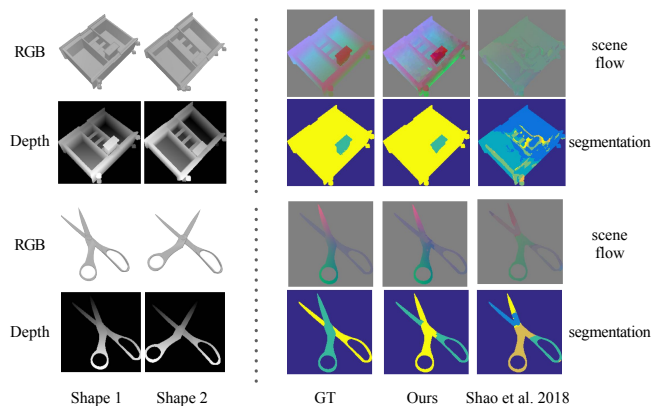 RGB
scene
flow
Depth
segmentation
RGB
scene
flow
Depth
segmentation
Shape 1 Shape 2 GT Ours Shao et al. 2018